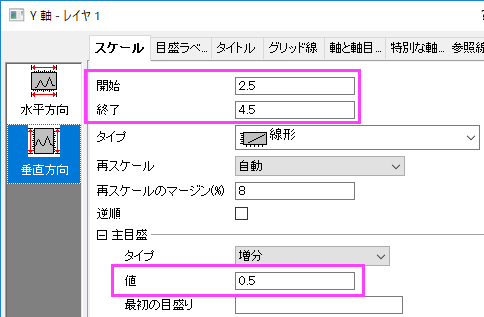 Y 軸 - レイヤ 1
スケール 目盛ラベ... タイトル グリッド線 軸と軸目... 特別な軸... 参照線
水平方向
垂直方向
開始 2.5
終了 4.5
タイプ 線形
再スケール 自動
再スケールのマージン(%) 8
逆順
主目盛
タイプ 増分
値 0.5
最初の目盛り